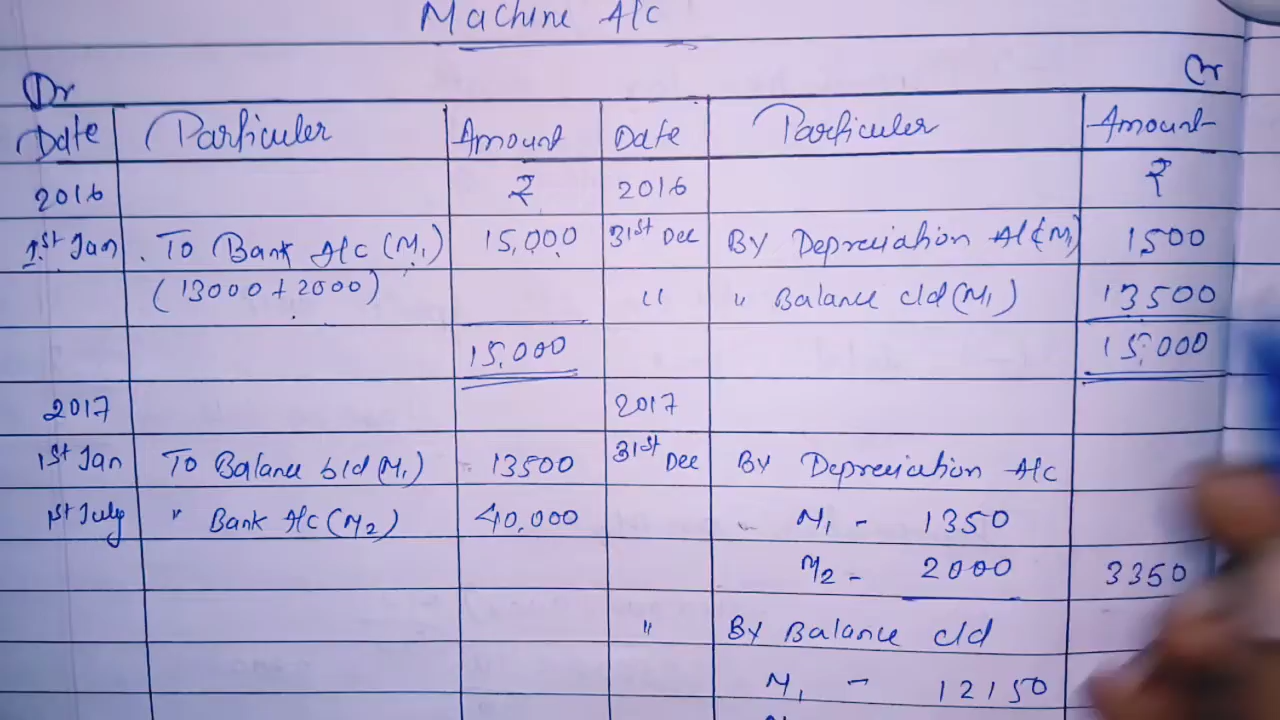 Machine A/c
Dr Cr
Date Particuler Amount Date Particuler Amount
2016 ₹ 2016 ₹
1st Jan To Bank A/c (M1) 15,000 31st Dec By Depreciation A/c (M1) 1500
(13000 + 2000) " " Balance c/d (M1) 13500
15,000 15,000
2017 2017
1st Jan To Balance b/d (M1) 13500 31st Dec By Depreciation A/c
1st July " Bank A/c (M2) 40,000 M1 - 1350
M2 - 2000 3350
" By Balance c/d
M1 - 12150